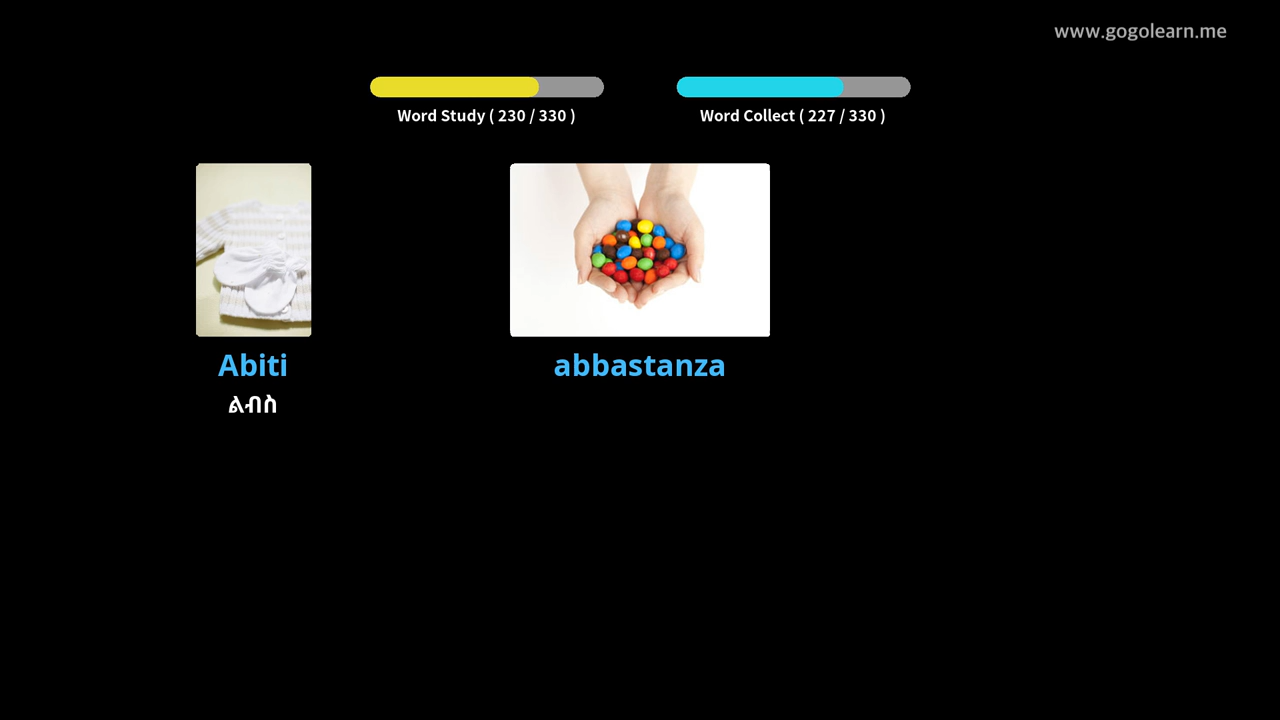 www.gogolearn.me
Word Study ( 230 / 330 )
Word Collect ( 227 / 330 )
Abiti
ልብስ
abbastanza